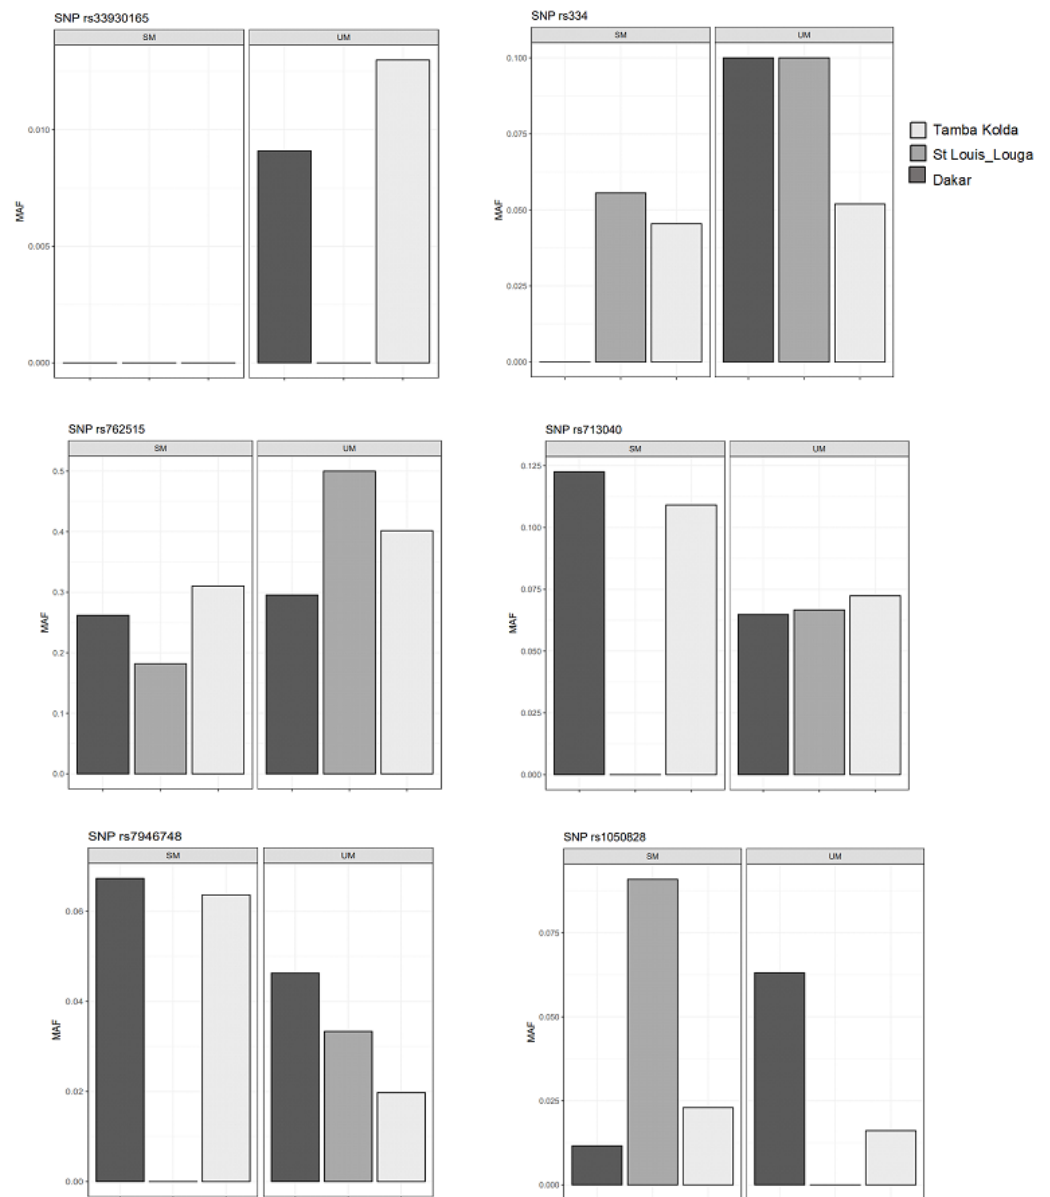 SNP rs33930165
SM UM
0.010
0.005
0.000
MAF
SNP rs334
SM UM
0.100
0.075
0.050
0.025
0.000
MAF
Tamba Kolda
St Louis_Louga
Dakar
SNP rs762515
SM UM
0.5
0.4
0.3
0.2
0.1
0.0
MAF
SNP rs713040
SM UM
0.125
0.100
0.075
0.050
0.025
0.000
MAF
SNP rs7946748
SM UM
0.06
0.04
0.02
0.00
MAF
SNP rs1050828
SM UM
0.075
0.050
0.025
0.000
MAF